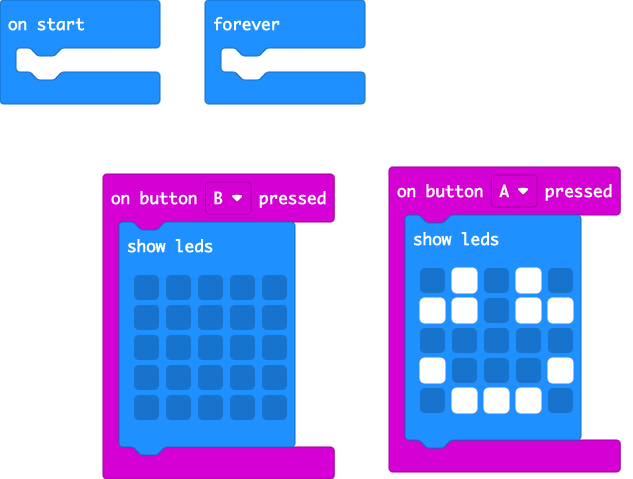 on start
forever
on button B pressed
show leds
on button A pressed
show leds